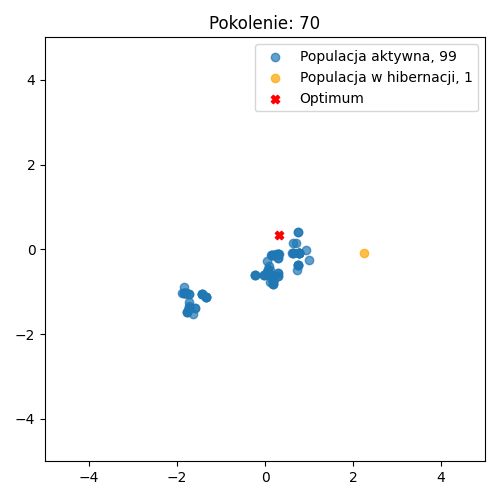 Pokolenie: 70
Populacja aktywna, 99
Populacja w hibernacji, 1
Optimum
4
2
0
−2
−4
−4 −2 0 2 4